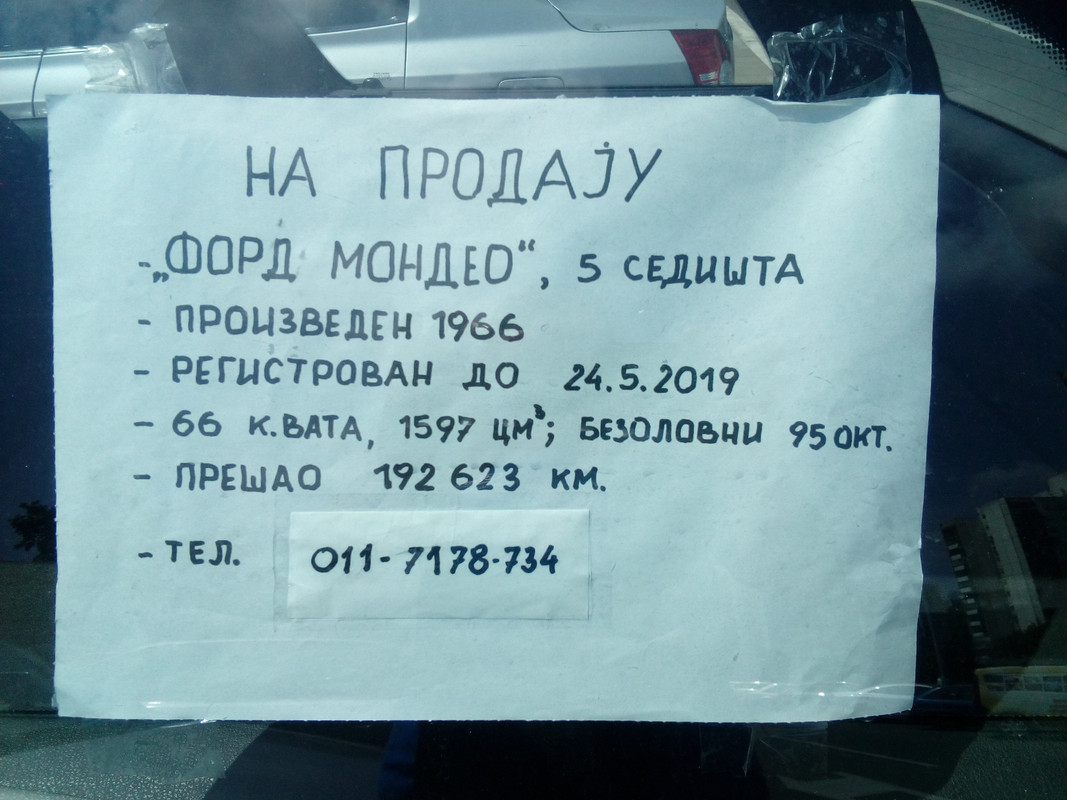 НА ПРОДАЈУ
- „ФОРД МОНДЕО“, 5 СЕДИШТА
- ПРОИЗВЕДЕН 1966
- РЕГИСТРОВАН ДО 24.5.2019
- 66 К.ВАТА, 1597 ЦМ³; БЕЗОЛОВНИ 95 ОКТ.
- ПРЕШАО 192 623 КМ.
- ТЕЛ. 011-7178-734